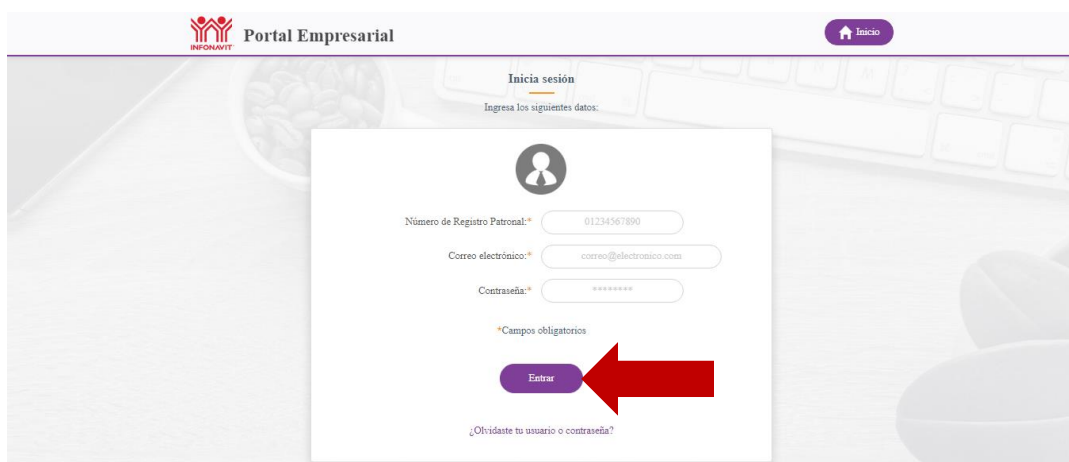 INFONAVIT
Portal Empresarial
Inicio
Inicia sesión
Ingresa los siguientes datos:
Número de Registro Patronal:* 01234567890
Correo electrónico:* correo@electronico.com
Contraseña:* ********
*Campos obligatorios
Entrar
¿Olvidaste tu usuario o contraseña?